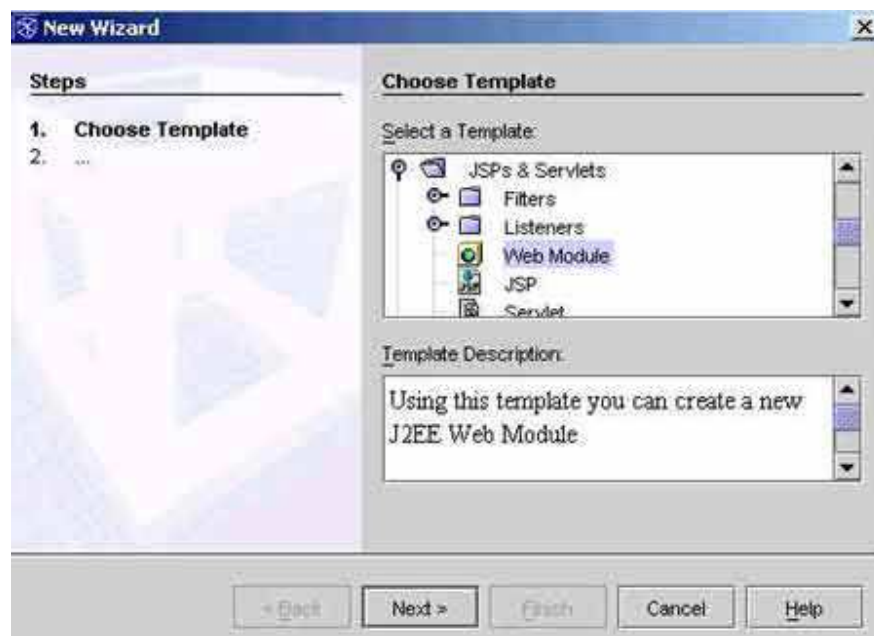 New Wizard
Steps
1. Choose Template
2. ...
Choose Template
Select a Template:
JSPs & Servlets
Filters
Listeners
Web Module
JSP
Servlet
Template Description:
Using this template you can create a new
J2EE Web Module
< Back
Next >
Finish
Cancel
Help